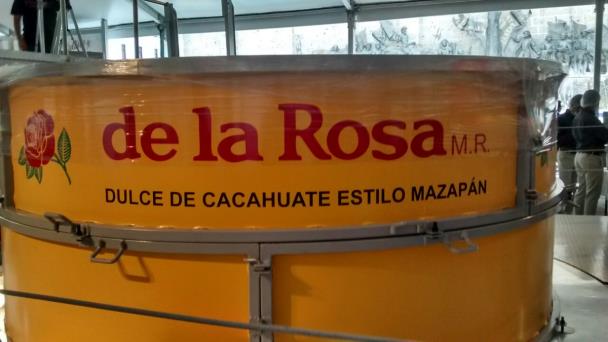 de la Rosa M.R.
DULCE DE CACAHUATE ESTILO MAZAPÁN